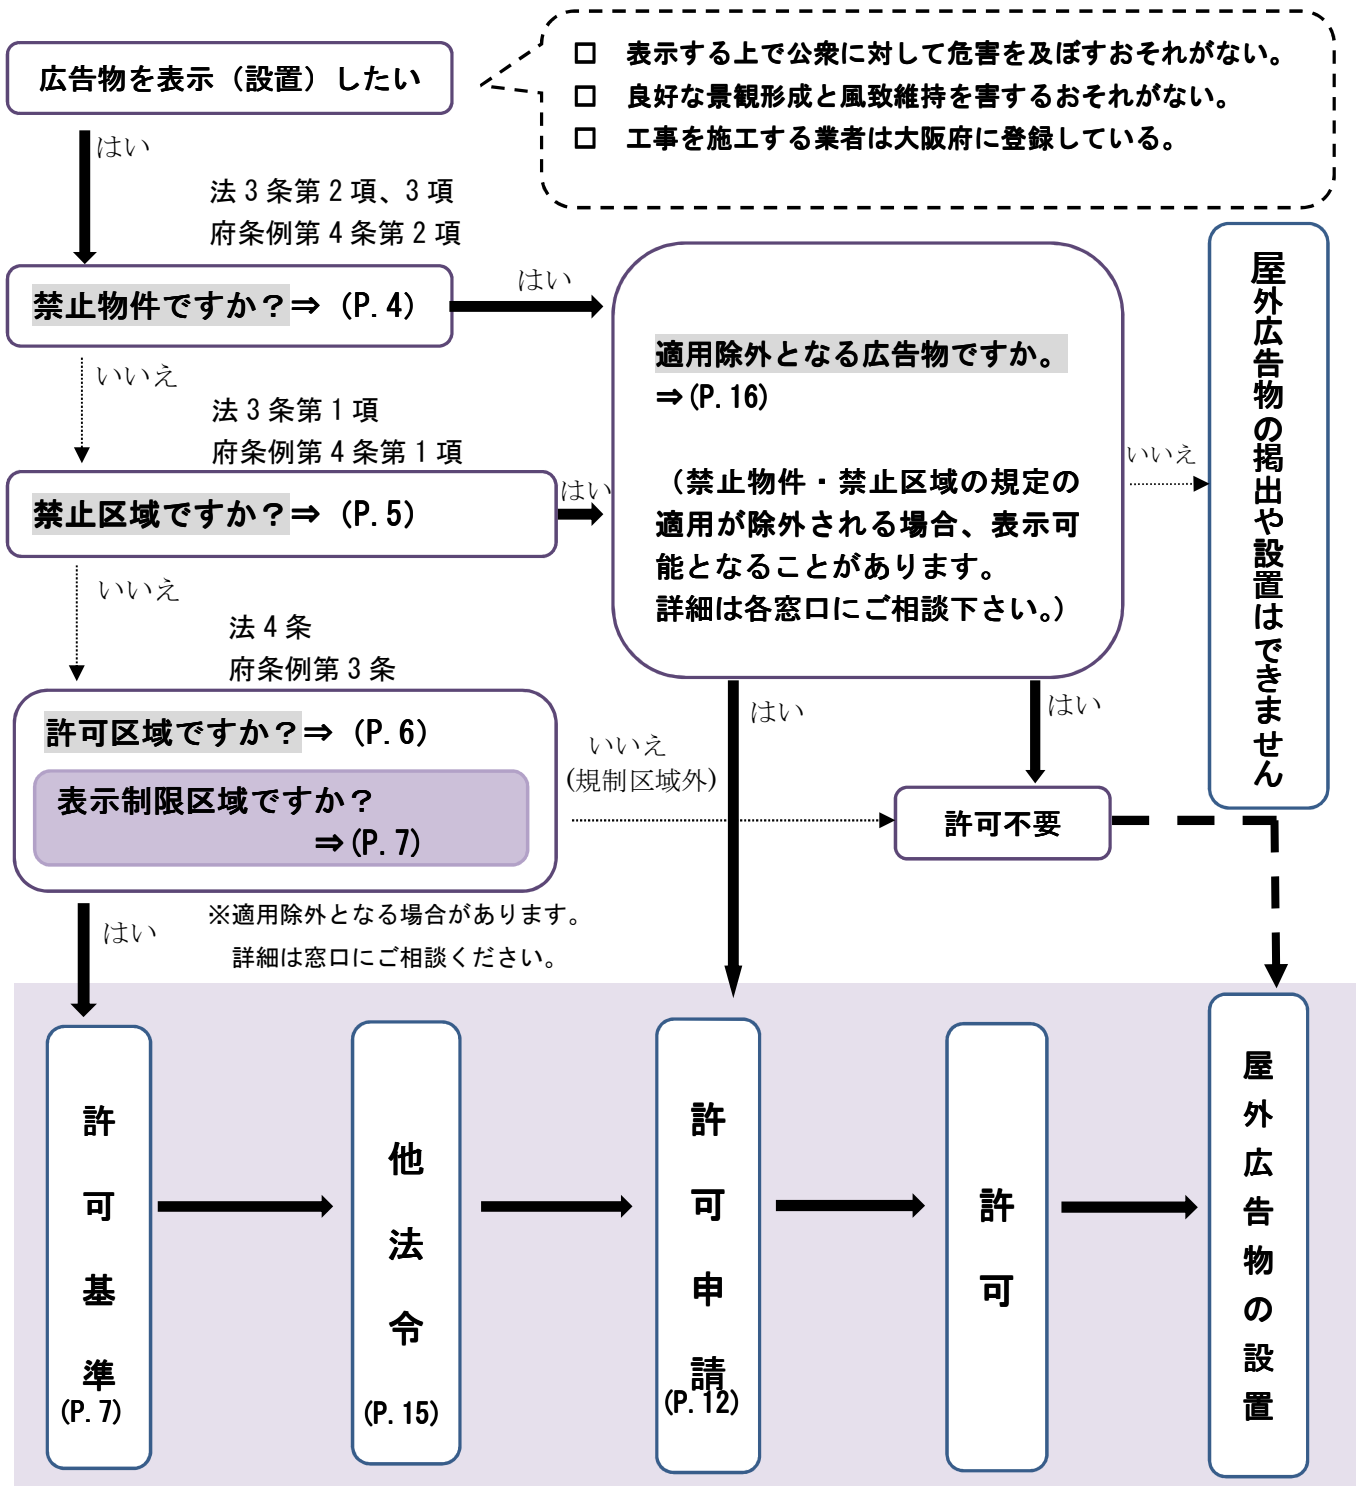 広告物を表示（設置）したい
□ 表示する上で公衆に対して危害を及ぼすおそれがない。
□ 良好な景観形成と風致維持を害するおそれがない。
□ 工事を施工する業者は大阪府に登録している。
はい
法3条第2項、3項
府条例第4条第2項
禁止物件ですか？⇒（P.4）
はい
いいえ
法3条第1項
府条例第4条第1項
禁止区域ですか？⇒（P.5）
はい
いいえ
適用除外となる広告物ですか。
⇒(P.16)
（禁止物件・禁止区域の規定の
適用が除外される場合、表示可
能となることがあります。
詳細は各窓口にご相談下さい。）
いいえ
屋外広告物の掲出や設置はできません
法4条
府条例第3条
許可区域ですか？⇒（P.6）
表示制限区域ですか？
⇒(P.7)
いいえ
(規制区域外)
はい
はい
許可不要
はい
※適用除外となる場合があります。
詳細は窓口にご相談ください。
許可基準
(P.7)
他法令
(P.15)
許可申請
(P.12)
許可
屋外広告物の設置